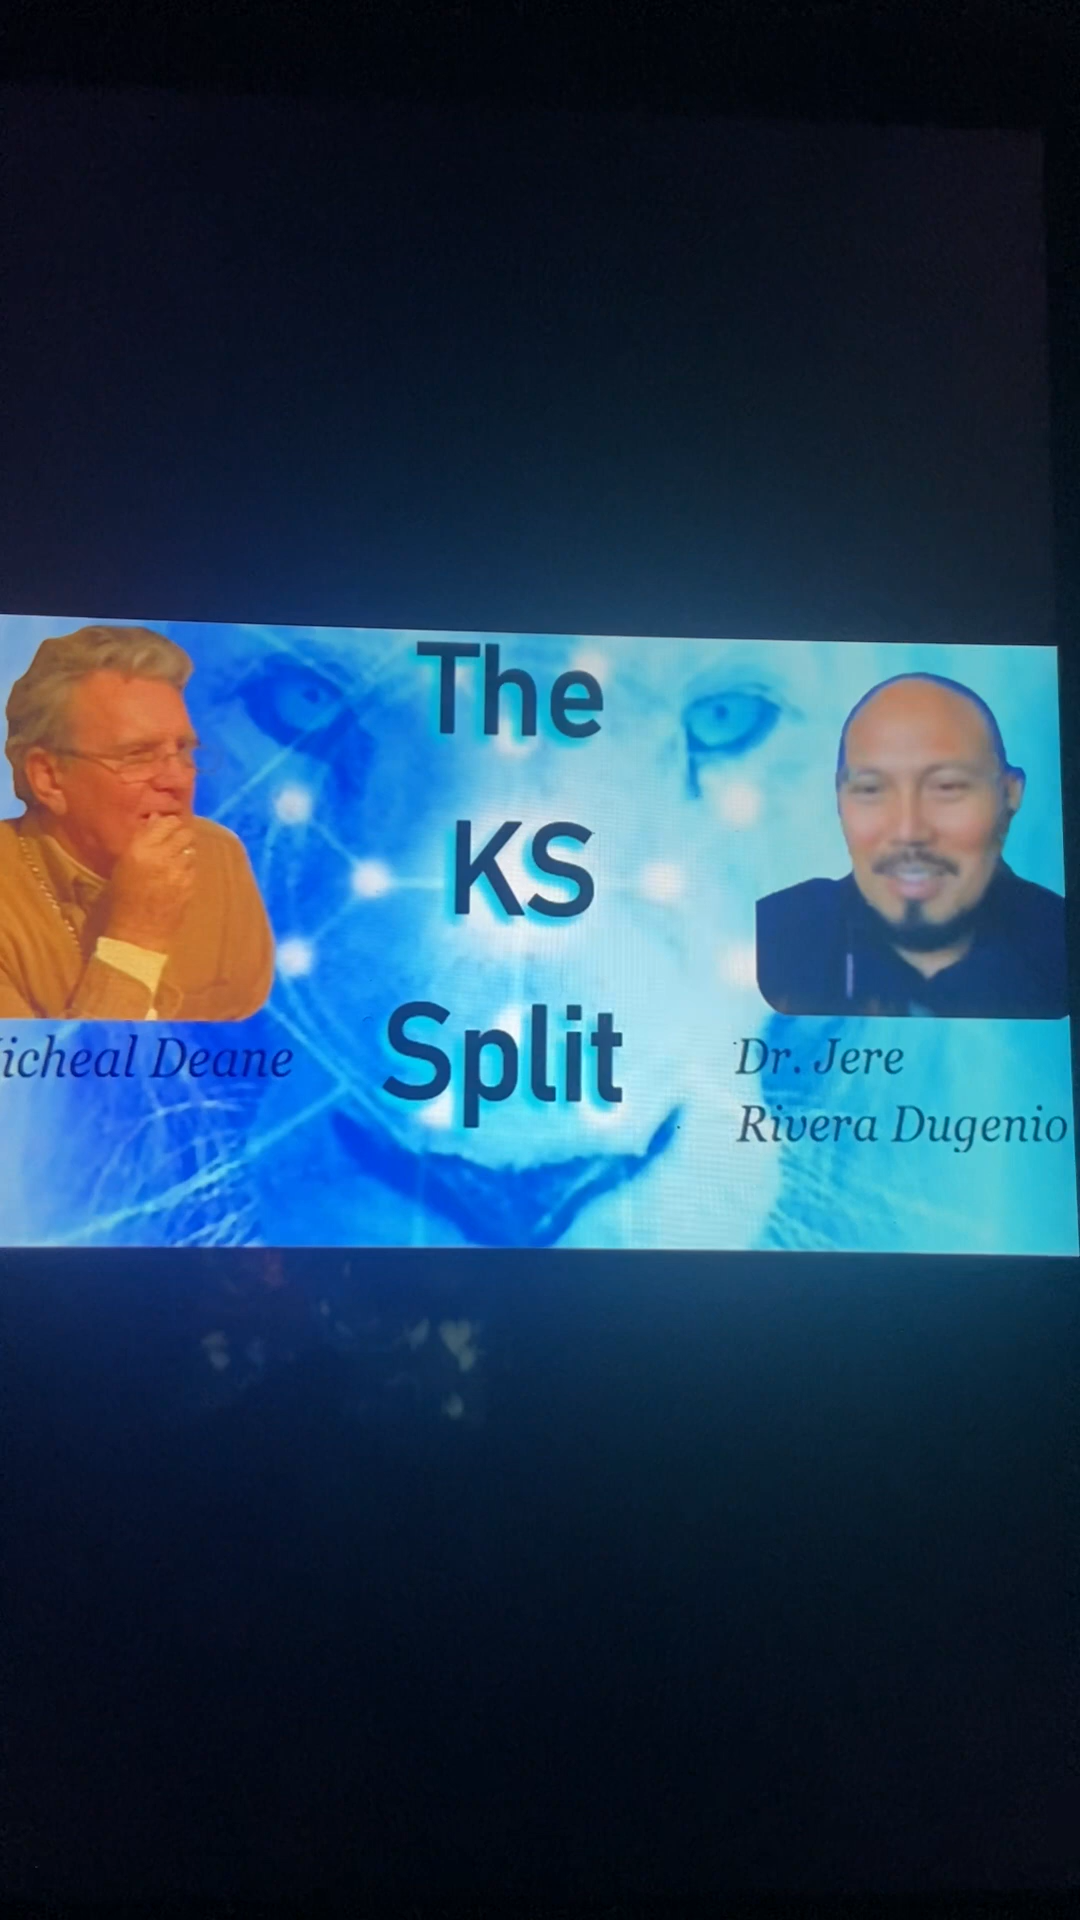 The
KS
Split
icheal Deane
Dr. Jere
Rivera Dugenio